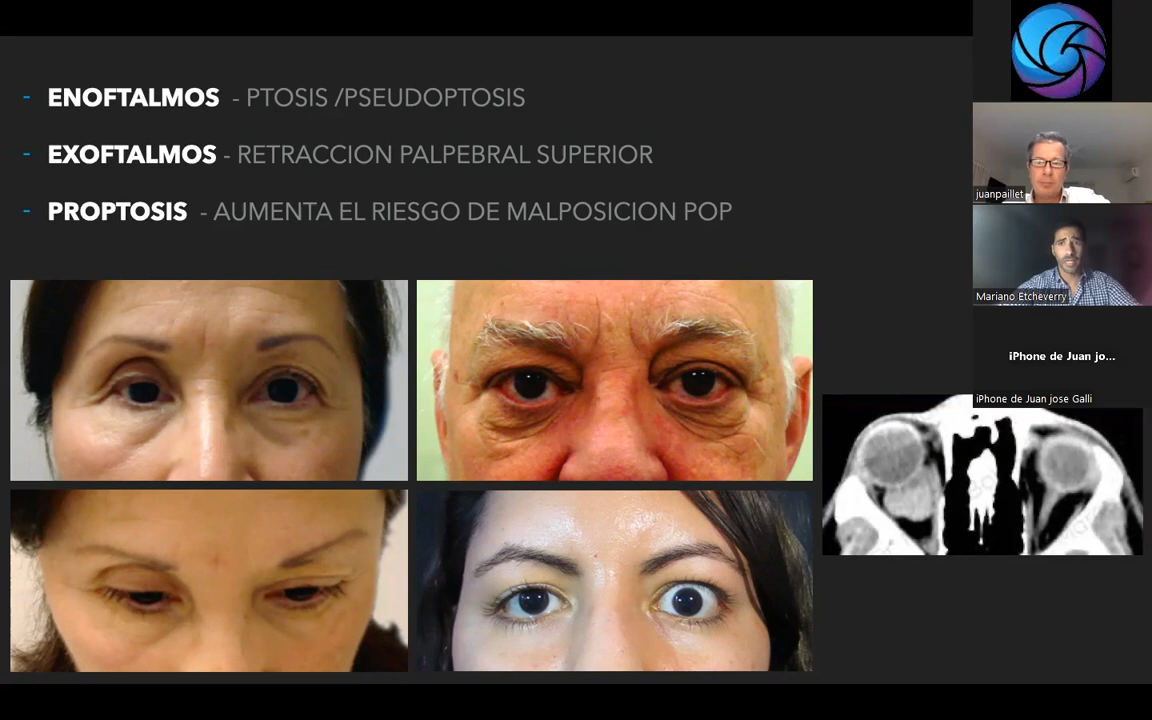 - ENOFTALMOS - PTOSIS /PSEUDOPTOSIS
- EXOFTALMOS - RETRACCION PALPEBRAL SUPERIOR
- PROPTOSIS - AUMENTA EL RIESGO DE MALPOSICION POP
juanpaillet
Mariano Etcheverry
iPhone de Juan jo...
iPhone de Juan jose Galli